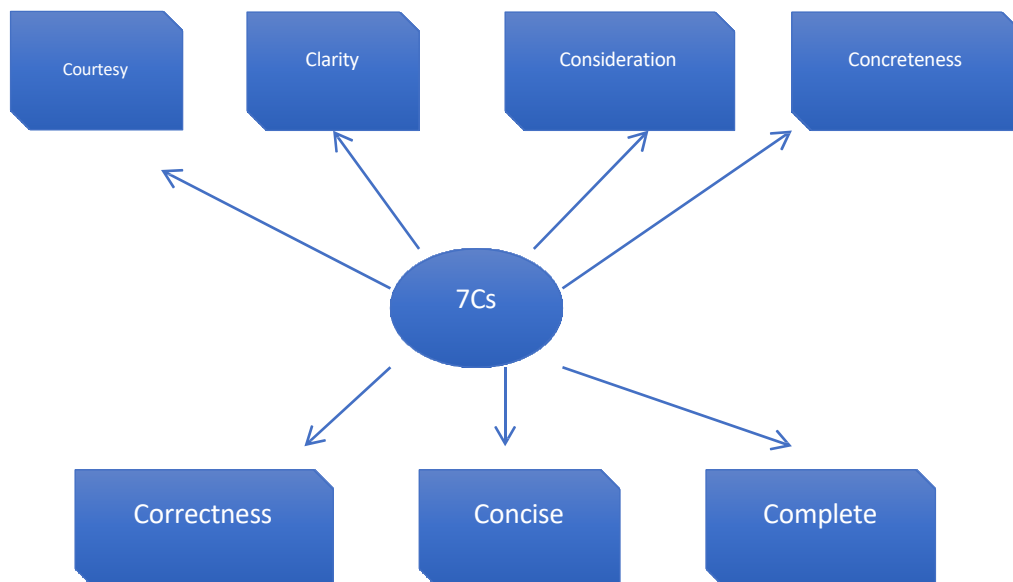 Courtesy
Clarity
Consideration
Concreteness
7Cs
Correctness
Concise
Complete